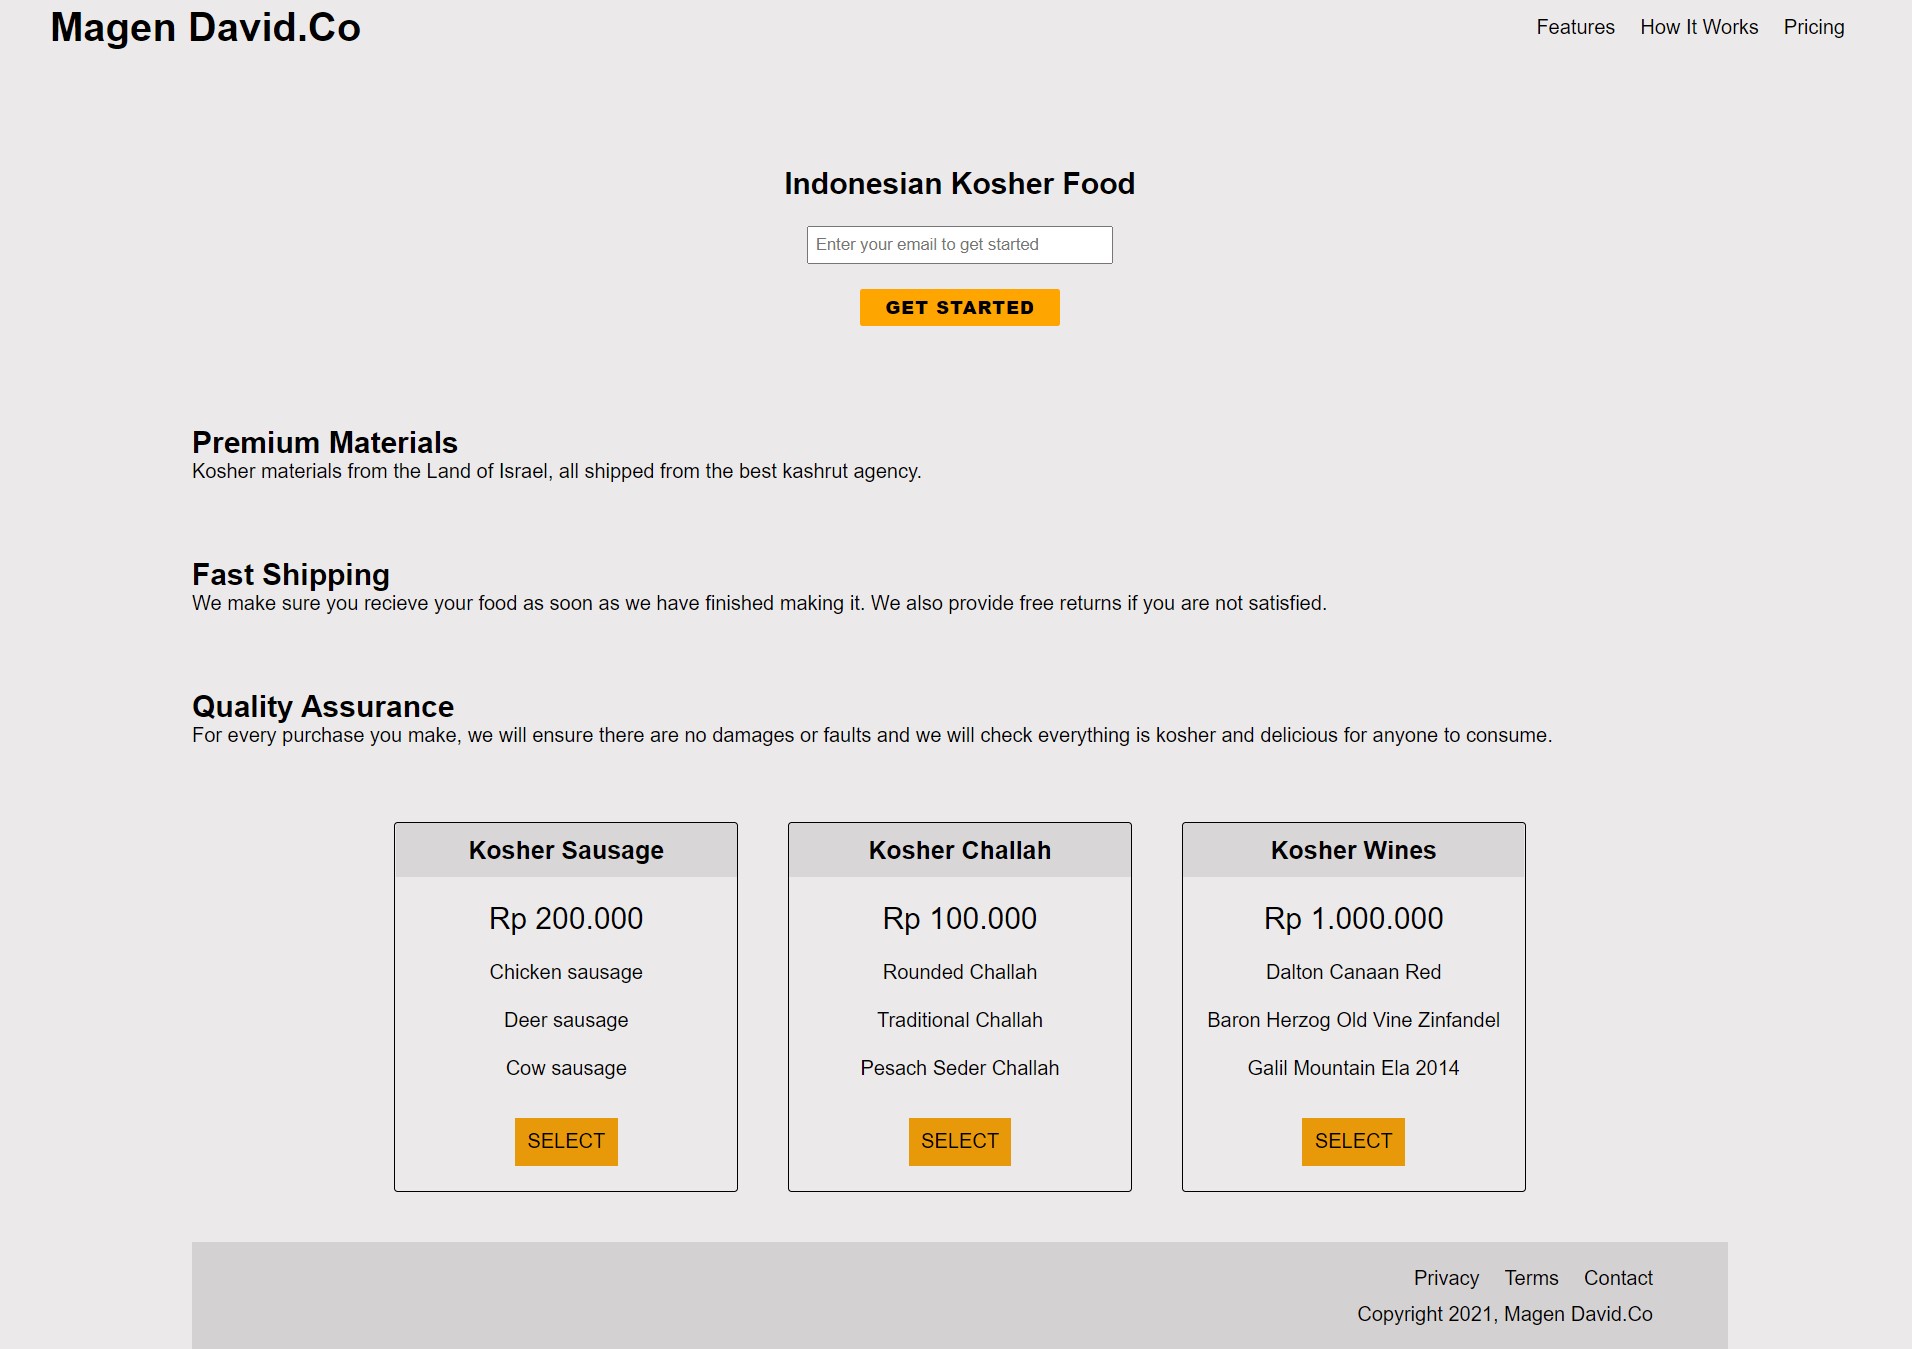 Magen David.Co
Features How It Works Pricing
Indonesian Kosher Food
Enter your email to get started
GET STARTED
Premium Materials
Kosher materials from the Land of Israel, all shipped from the best kashrut agency.
Fast Shipping
We make sure you recieve your food as soon as we have finished making it. We also provide free returns if you are not satisfied.
Quality Assurance
For every purchase you make, we will ensure there are no damages or faults and we will check everything is kosher and delicious for anyone to consume.
Kosher Sausage
Rp 200.000
Chicken sausage
Deer sausage
Cow sausage
SELECT
Kosher Challah
Rp 100.000
Rounded Challah
Traditional Challah
Pesach Seder Challah
SELECT
Kosher Wines
Rp 1.000.000
Dalton Canaan Red
Baron Herzog Old Vine Zinfandel
Galil Mountain Ela 2014
SELECT
Privacy Terms Contact
Copyright 2021, Magen David.Co